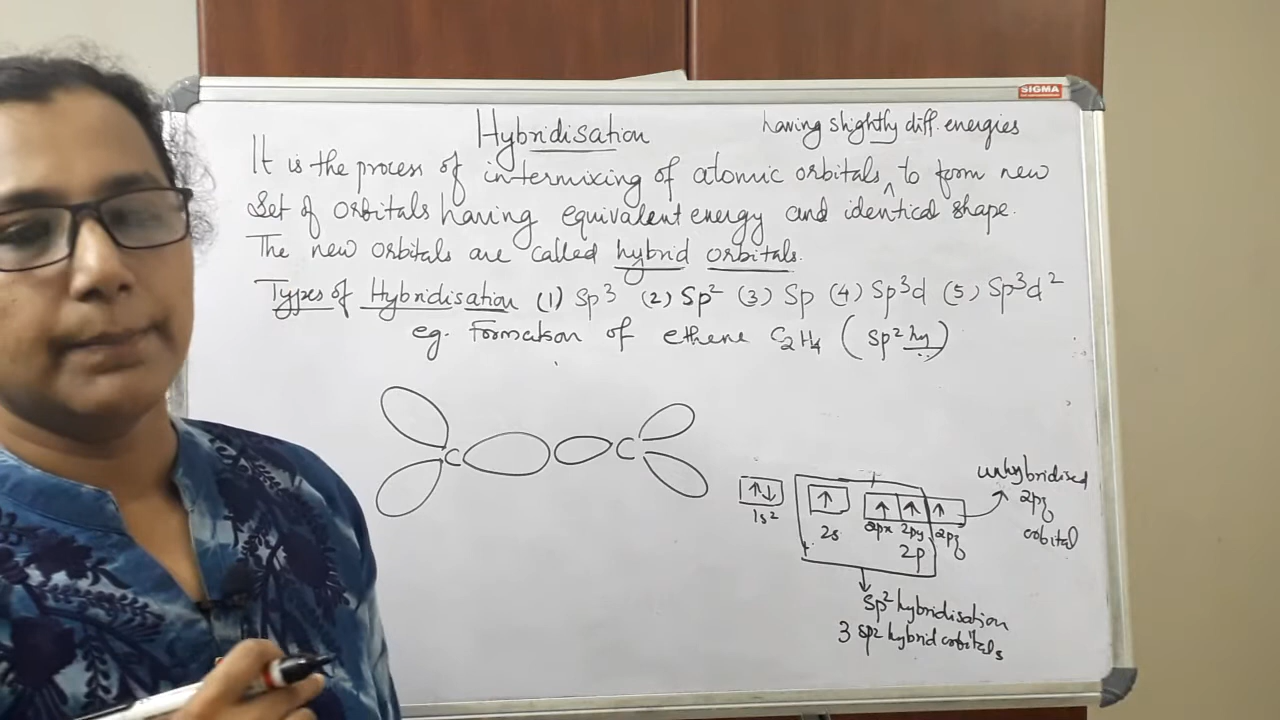 SIGMA
Hybridisation
having slightly diff. energies
It is the process of intermixing of atomic orbitals ^ to form new
Set of orbitals having equivalent energy and identical shape.
The new orbitals are called hybrid orbitals.
Types of Hybridisation (1) Sp³ (2) Sp² (3) Sp (4) Sp³d (5) Sp³d²
eg. Formation of ethene C₂H₄ (Sp² hy)
C C
↑↓ ↑ ↑ ↑ ↑
1s² 2s 2px 2py 2pz
2p
unhybridised
2pz
orbital
Sp² hybridisation
3 sp2 hybrid orbitals